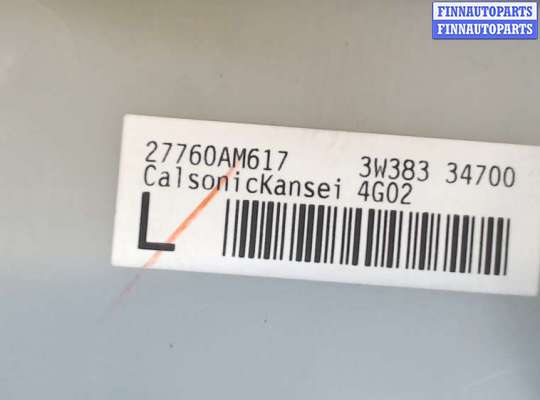 FINNAUTOPARTS
FINNAUTOPARTS
27760AM617 3W383 34700
CalsonicKansei 4G02
L